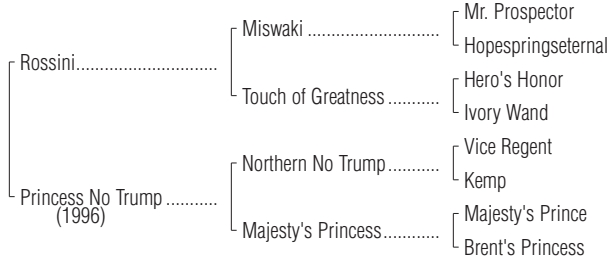 Mr. Prospector
Miswaki ..............................
Hopespringseternal
Rossini................................
Hero's Honor
Touch of Greatness ............
Ivory Wand
Vice Regent
Northern No Trump............
Kemp
Princess No Trump ............
(1996)
Majesty's Prince
Majesty's Princess.............
Brent's Princess